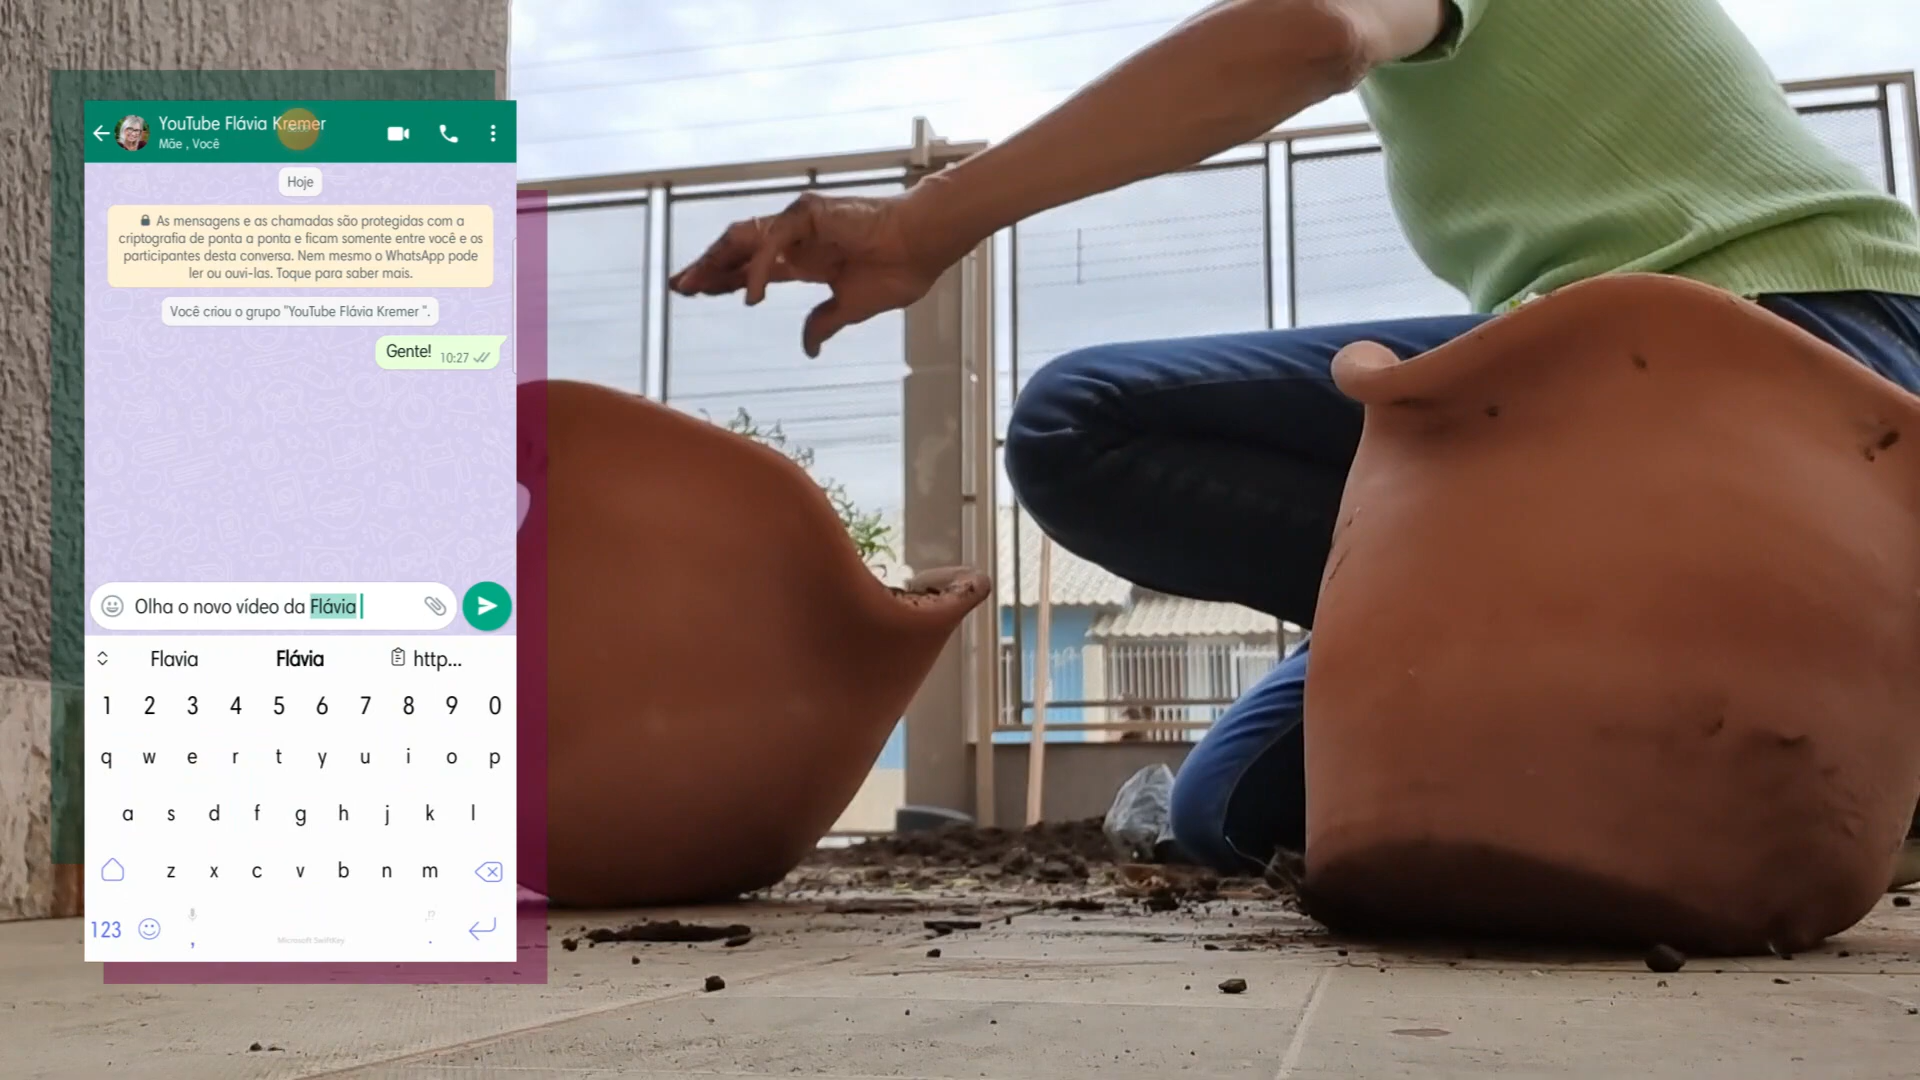 YouTube Flávia Kremer
Mãe , Você
Hoje
As mensagens e as chamadas são protegidas com a
criptografia de ponta a ponta e ficam somente entre você e os
participantes desta conversa. Nem mesmo o WhatsApp pode
ler ou ouvi-las. Toque para saber mais.
Você criou o grupo "YouTube Flávia Kremer ".
Gente! 10:27
Olha o novo vídeo da Flávia
Flavia Flávia http...
1 2 3 4 5 6 7 8 9 0
q w e r t y u i o p
a s d f g h j k l
z x c v b n m
123 , Microsoft SwiftKey !? .